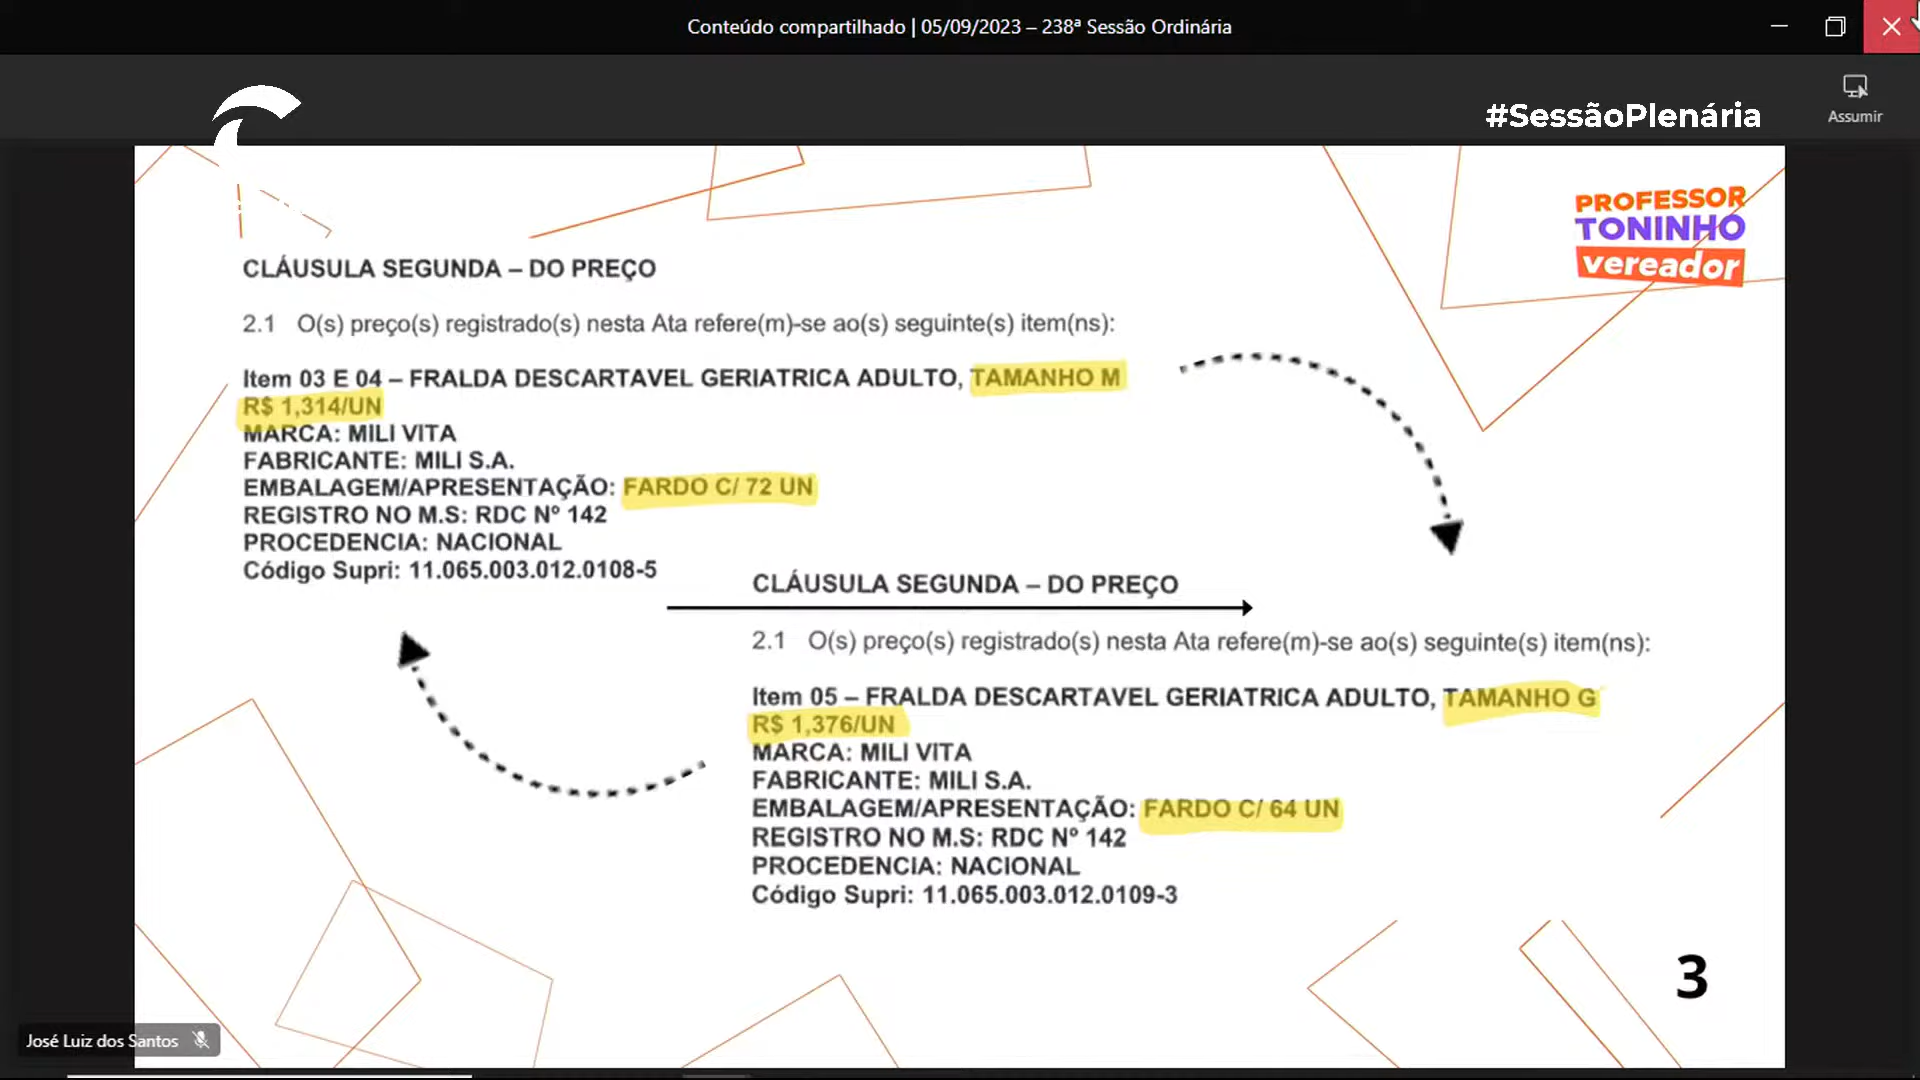 Conteúdo compartilhado | 05/09/2023 – 238ª Sessão Ordinária
#SessãoPlenária
Assumir
PROFESSOR
TONINHO
vereador
CLÁUSULA SEGUNDA – DO PREÇO
2.1 O(s) preço(s) registrado(s) nesta Ata refere(m)-se ao(s) seguinte(s) item(ns):
Item 03 E 04 – FRALDA DESCARTAVEL GERIATRICA ADULTO, TAMANHO M
R$ 1,314/UN
MARCA: MILI VITA
FABRICANTE: MILI S.A.
EMBALAGEM/APRESENTAÇÃO: FARDO C/ 72 UN
REGISTRO NO M.S: RDC Nº 142
PROCEDENCIA: NACIONAL
Código Supri: 11.065.003.012.0108-5
CLÁUSULA SEGUNDA – DO PREÇO
2.1 O(s) preço(s) registrado(s) nesta Ata refere(m)-se ao(s) seguinte(s) item(ns):
Item 05 – FRALDA DESCARTAVEL GERIATRICA ADULTO, TAMANHO G
R$ 1,376/UN
MARCA: MILI VITA
FABRICANTE: MILI S.A.
EMBALAGEM/APRESENTAÇÃO: FARDO C/ 64 UN
REGISTRO NO M.S: RDC Nº 142
PROCEDENCIA: NACIONAL
Código Supri: 11.065.003.012.0109-3
3
José Luiz dos Santos